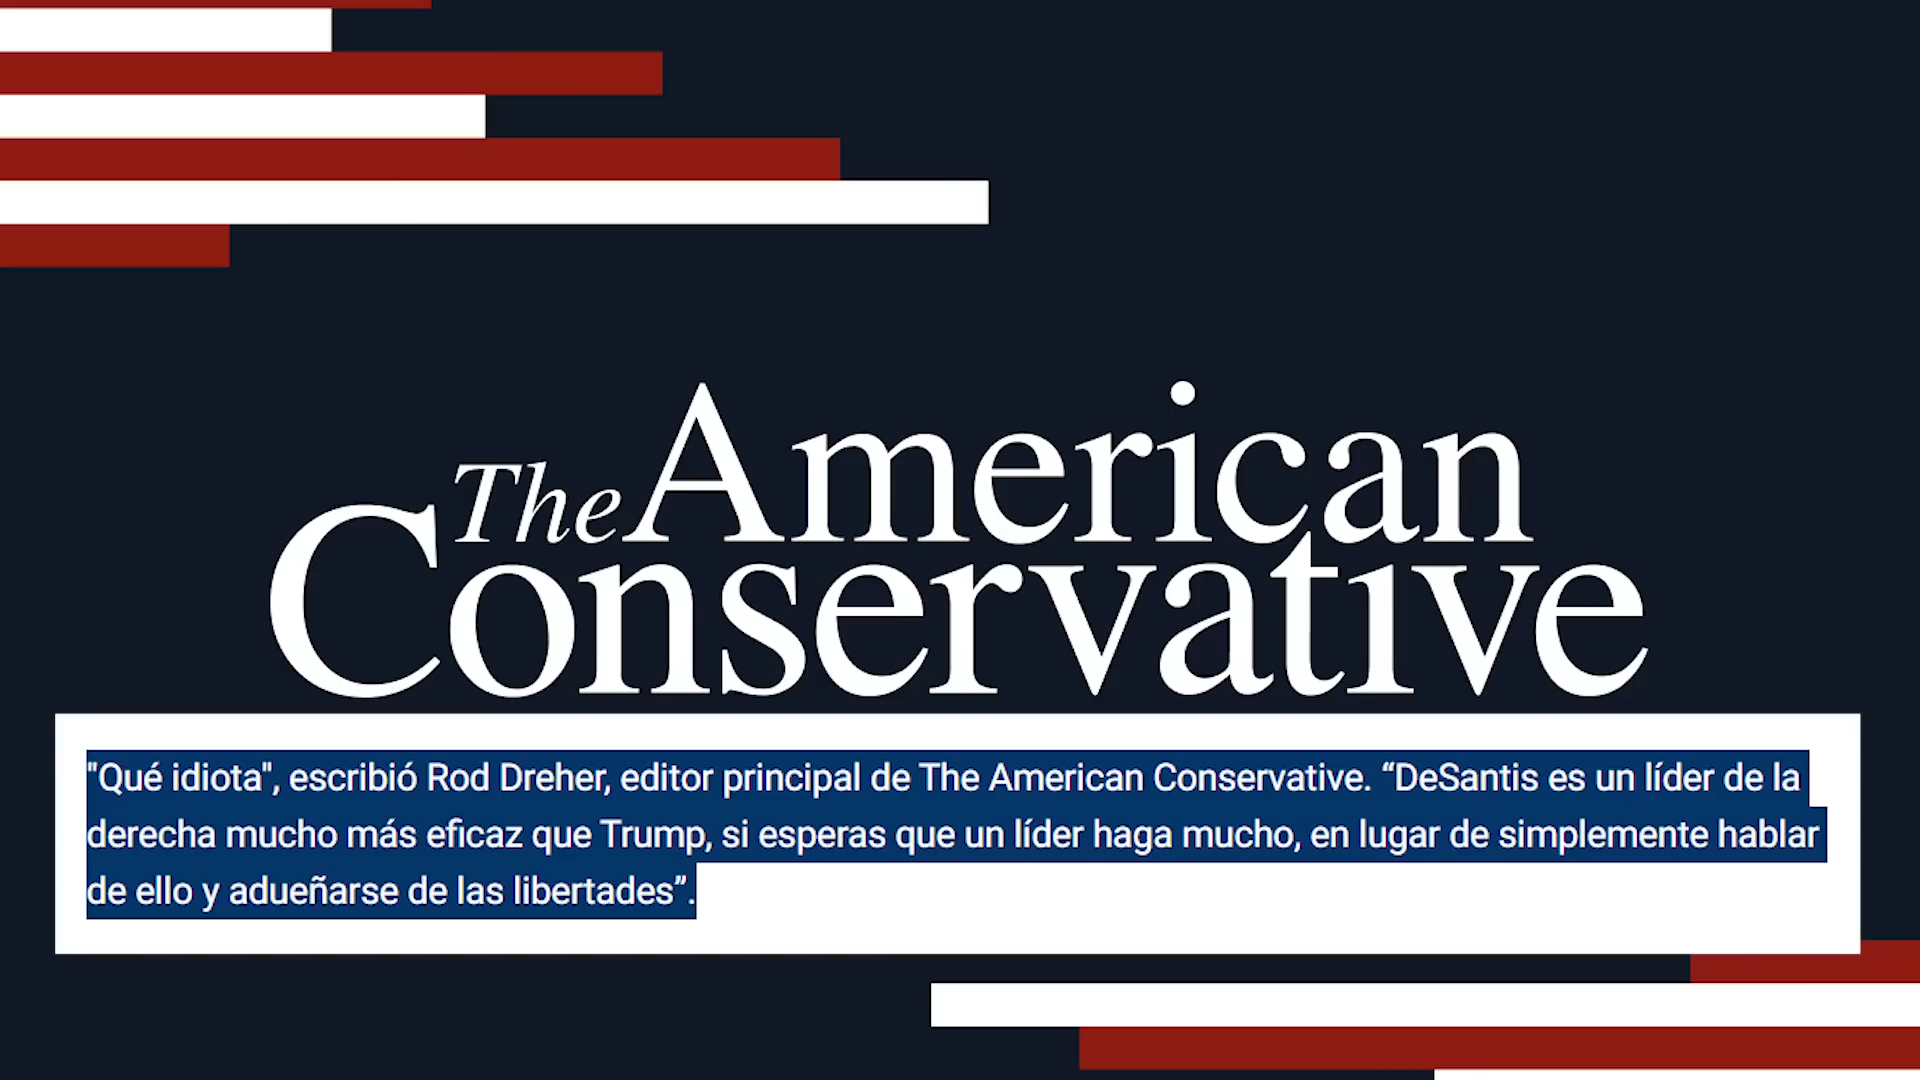 The American
Conservative
"Qué idiota", escribió Rod Dreher, editor principal de The American Conservative. “DeSantis es un líder de la
derecha mucho más eficaz que Trump, si esperas que un líder haga mucho, en lugar de simplemente hablar
de ello y adueñarse de las libertades”.